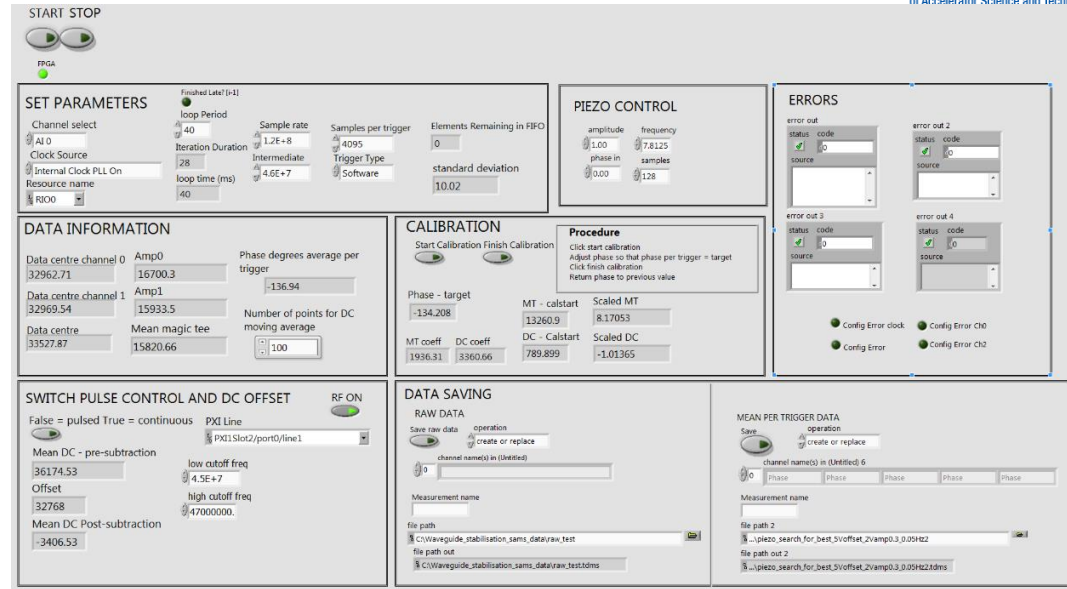 of Accelerator Science and Tech
START STOP
FPGA
SET PARAMETERS
Finished Late? [i-1]
Channel select
AI 0
Clock Source
Internal Clock PLL On
Resource name
RIO0
loop Period
40
Iteration Duration
28
loop time (ms)
40
Sample rate
1.2E+8
Intermediate
4.6E+7
Samples per trigger
4095
Trigger Type
Software
Elements Remaining in FIFO
0
standard deviation
10.02
PIEZO CONTROL
amplitude frequency
1.00 7.8125
phase in samples
0.00 128
ERRORS
error out
status code
0
source
error out 2
status code
0
source
error out 3
status code
0
source
error out 4
status code
0
source
Config Error clock Config Error Ch0
Config Error Config Error Ch2
DATA INFORMATION
Data centre channel 0
32962.71
Data centre channel 1
32969.54
Data centre
33527.87
Amp0
16700.3
Amp1
15933.5
Mean magic tee
15820.66
Phase degrees average per
trigger
-136.94
Number of points for DC
moving average
100
CALIBRATION
Start Calibration Finish Calibration
Procedure
Click start calibration
Adjust phase so that phase per trigger = target
Click finish calibration
Return phase to previous value
Phase - target
-134.208
MT coeff DC coeff
1936.31 3360.66
MT - calstart
13260.9
DC - Calstart
789.899
Scaled MT
8.17053
Scaled DC
-1.01365
SWITCH PULSE CONTROL AND DC OFFSET
RF ON
False = pulsed True = continuous
PXI Line
PXI1Slot2/port0/line1
Mean DC - pre-subtraction
36174.53
Offset
32768
Mean DC Post-subtraction
-3406.53
low cutoff freq
4.5E+7
high cutoff freq
47000000.
DATA SAVING
RAW DATA
Save raw data
operation
create or replace
channel name(s) in (Untitled)
0
Measurement name
file path
C:\Waveguide_stabilisation_sams_data\raw_test
file path out
C:\Waveguide_stabilisation_sams_data\raw_test.tdms
MEAN PER TRIGGER DATA
Save
operation
create or replace
channel name(s) in (Untitled) 6
0 Phase Phase Phase Phase Phase
Measurement name
file path 2
...\piezo_search_for_best_5Voffset_2Vamp0.3_0.05Hz2
file path out 2
...\piezo_search_for_best_5Voffset_2Vamp0.3_0.05Hz2.tdms